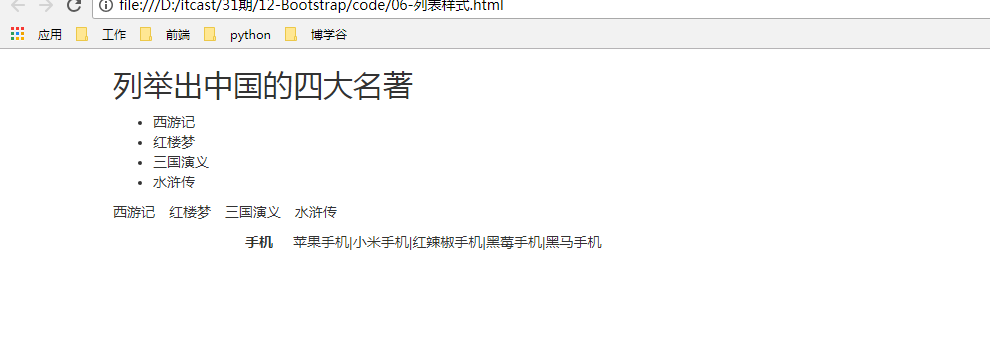 file:///D:/itcast/31期/12-Bootstrap/code/06-列表样式.html
应用 工作 前端 python 博学谷
列举出中国的四大名著
西游记
红楼梦
三国演义
水浒传
西游记 红楼梦 三国演义 水浒传
手机 苹果手机|小米手机|红辣椒手机|黑莓手机|黑马手机